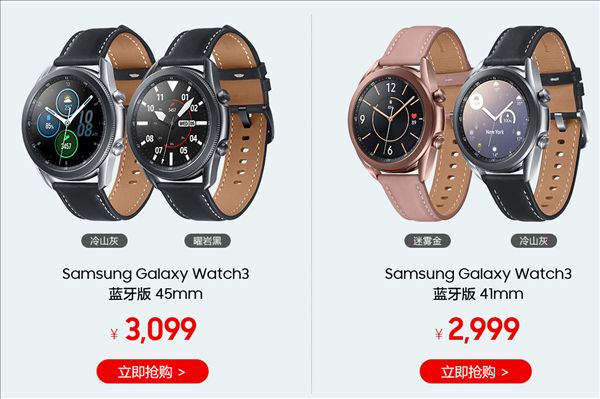 冷山灰
曜岩黑
Samsung Galaxy Watch3
蓝牙版 45mm
¥ 3,099
立即抢购 >
迷雾金
冷山灰
Samsung Galaxy Watch3
蓝牙版 41mm
¥ 2,999
立即抢购 >
New York